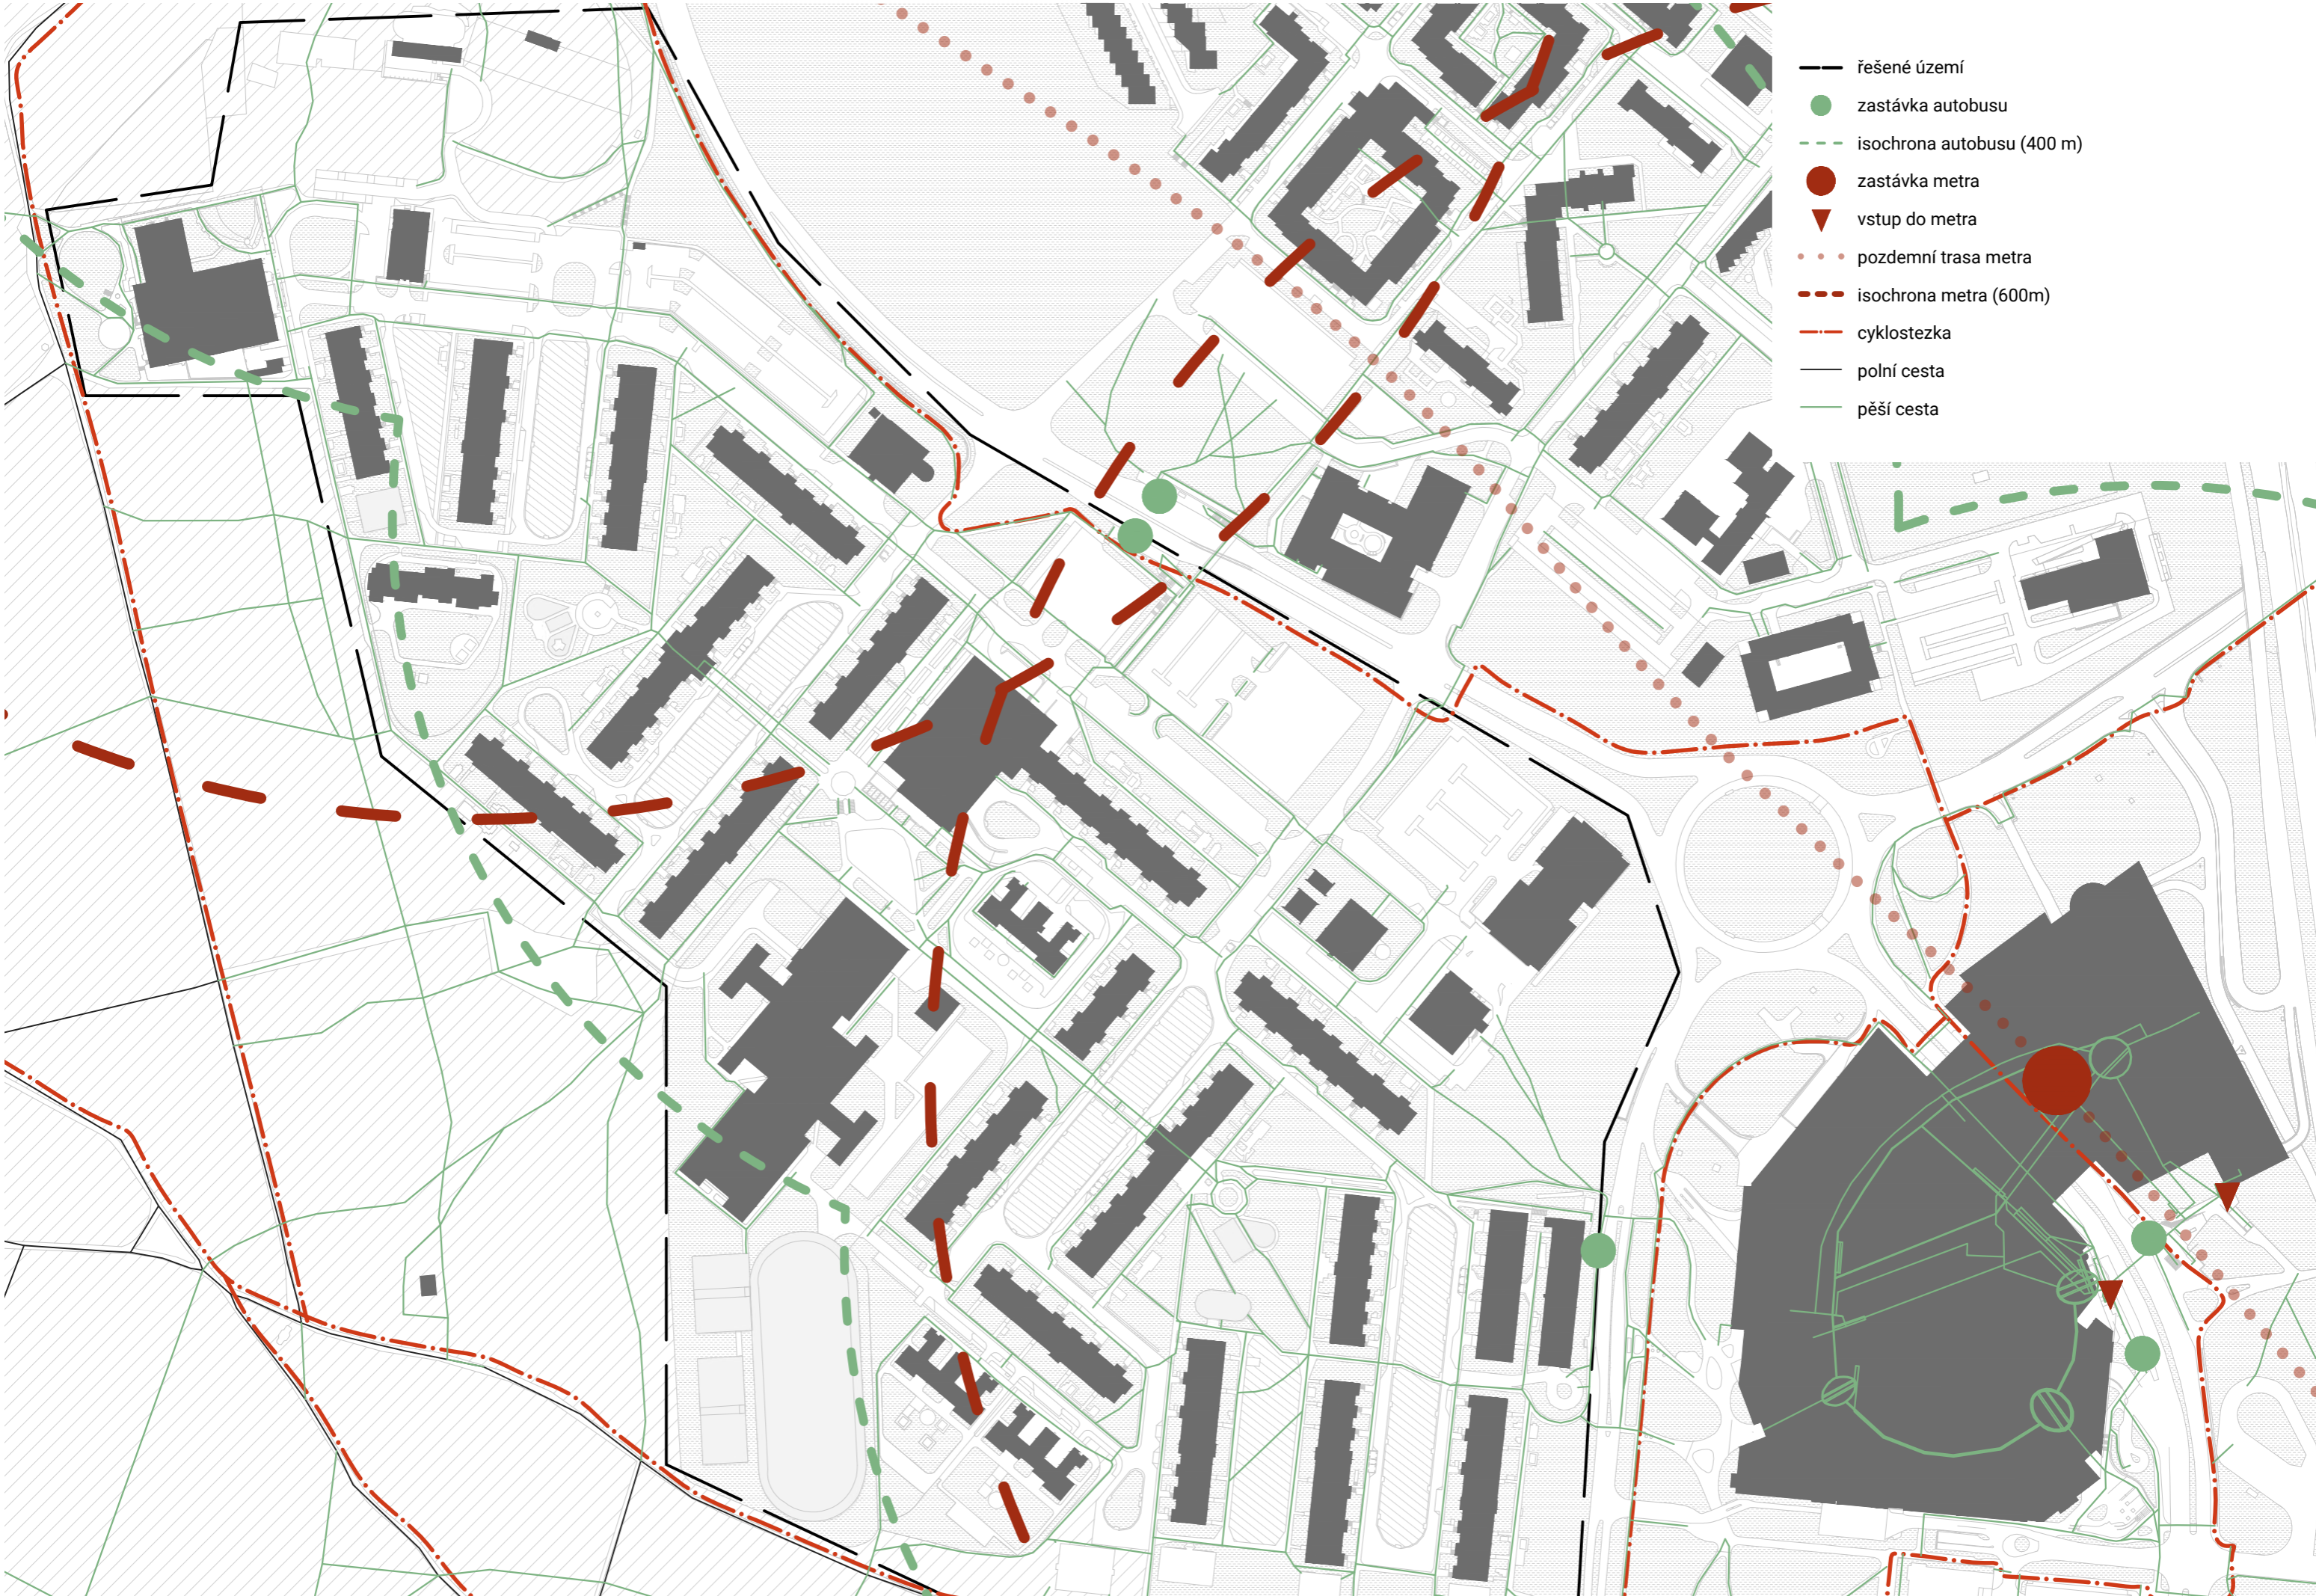 řešené území
zastávka autobusu
isochrona autobusu (400 m)
zastávka metra
vstup do metra
pozdemní trasa metra
isochrona metra (600m)
cyklostezka
polní cesta
pěší cesta